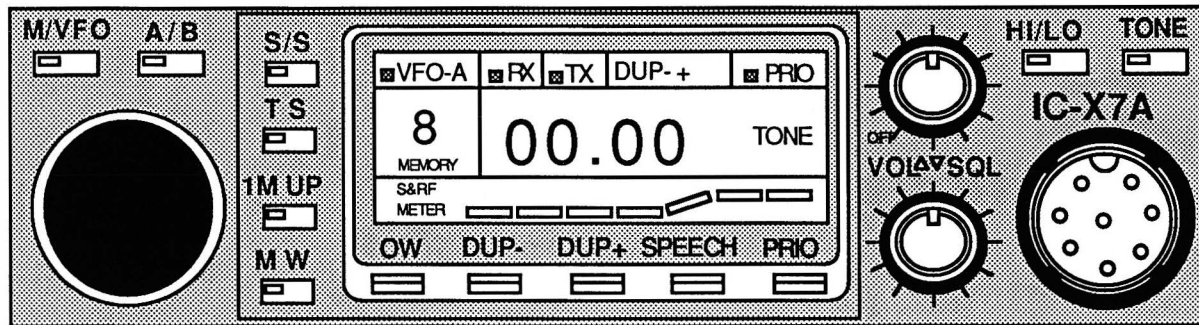 M/VFO A/B
S/S
T S
1M UP
M W
VFO-A RX TX DUP- + PRIO
8
MEMORY
00.00
TONE
S&RF
METER
OW DUP- DUP+ SPEECH PRIO
OFF
VOL SQL
HI/LO TONE
IC-X7A